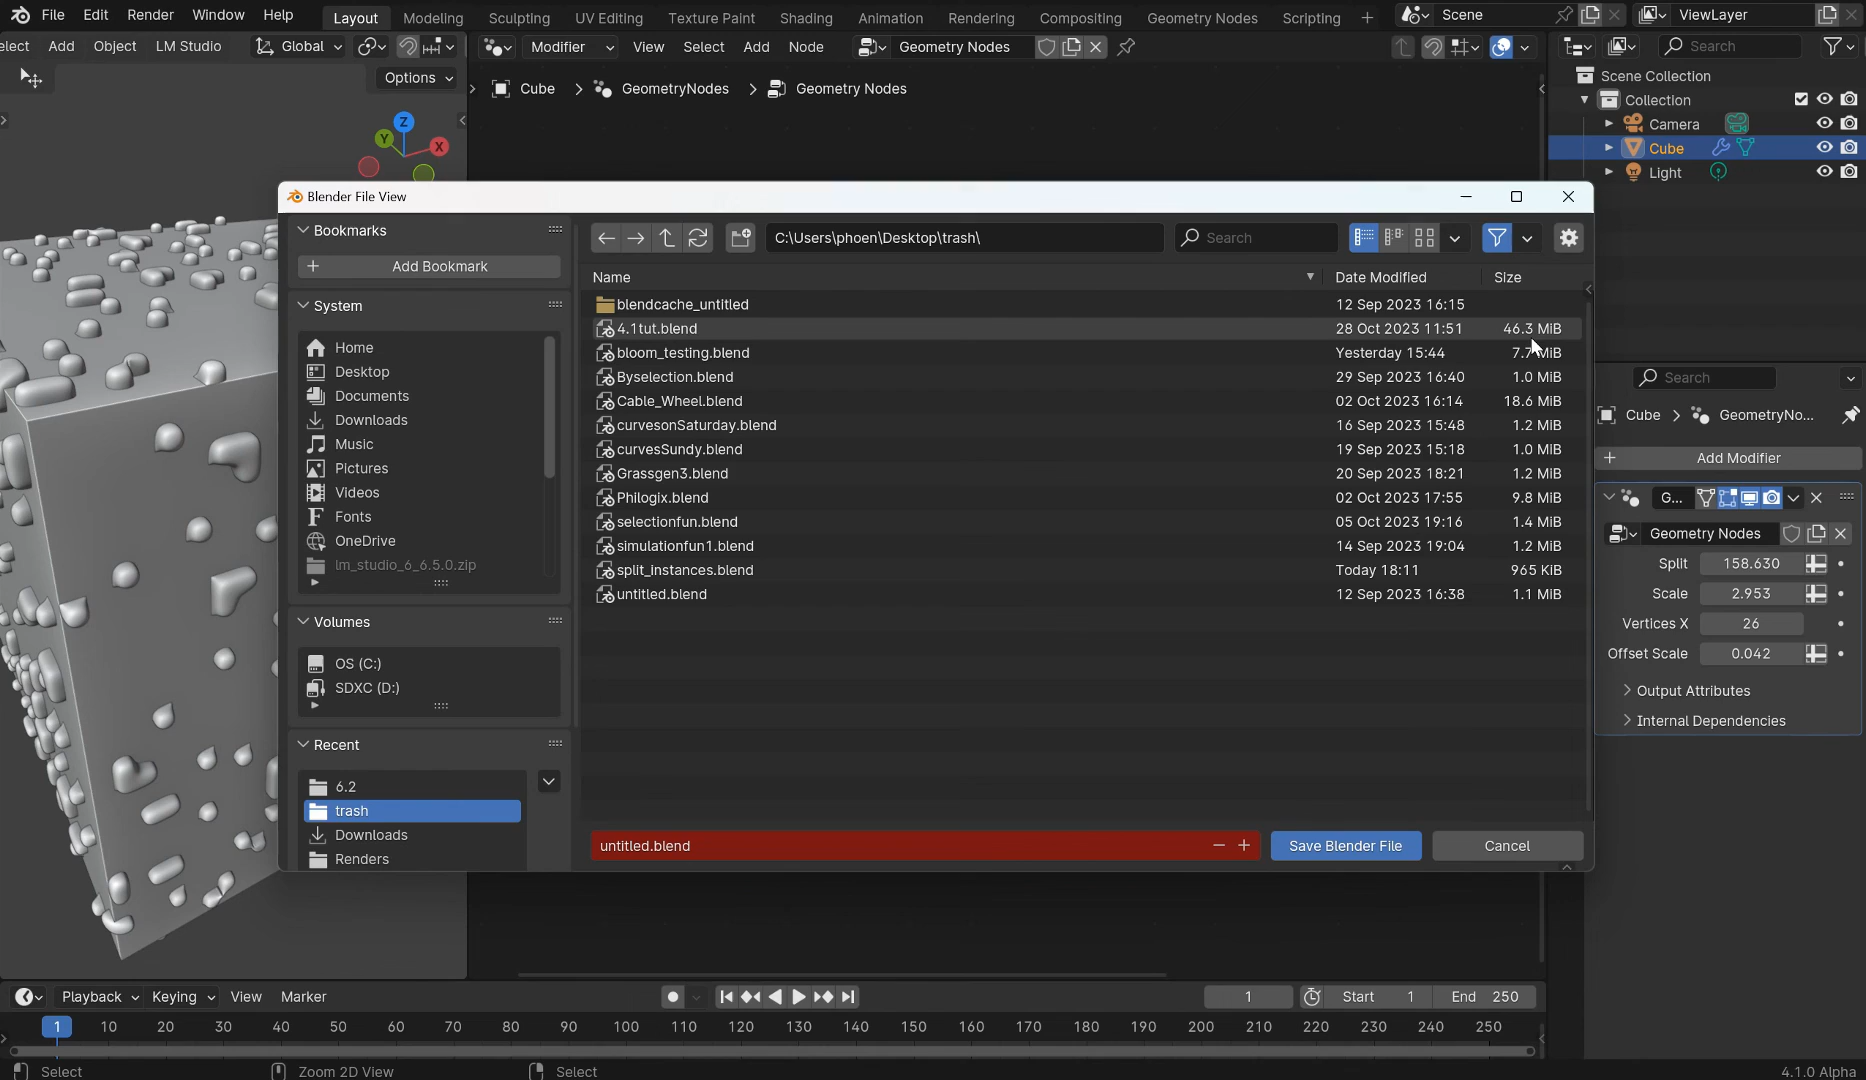 File Edit Render Window Help Layout Modeling Sculpting UV Editing Texture Paint Shading Animation Rendering Compositing Geometry Nodes Scripting + Scene ViewLayer
elect Add Object LM Studio Global Modifier View Select Add Node Geometry Nodes Search
Options
Cube > GeometryNodes > Geometry Nodes
Scene Collection
Collection
Camera
Cube
Light
Z
Y
X
Blender File View
Bookmarks
Add Bookmark
System
Home
Desktop
Documents
Downloads
Music
Pictures
Videos
Fonts
OneDrive
lm_studio_6_6.5.0.zip
Volumes
OS (C:)
SDXC (D:)
Recent
6.2
trash
Downloads
Renders
C:\Users\phoen\Desktop\trash\ Search
Name Date Modified Size
blendcache_untitled 12 Sep 2023 16:15
4.1tut.blend 28 Oct 2023 11:51 46.3 MiB
bloom_testing.blend Yesterday 15:44 7.7 MiB
Byselection.blend 29 Sep 2023 16:40 1.0 MiB
Cable_Wheel.blend 02 Oct 2023 16:14 18.6 MiB
curvesonSaturday.blend 16 Sep 2023 15:48 1.2 MiB
curvesSundy.blend 19 Sep 2023 15:18 1.0 MiB
Grassgen3.blend 20 Sep 2023 18:21 1.2 MiB
Philogix.blend 02 Oct 2023 17:55 9.8 MiB
selectionfun.blend 05 Oct 2023 19:16 1.4 MiB
simulationfun1.blend 14 Sep 2023 19:04 1.2 MiB
split_instances.blend Today 18:11 965 KiB
untitled.blend 12 Sep 2023 16:38 1.1 MiB
untitled.blend Save Blender File Cancel
Search
Cube > GeometryNo...
Add Modifier
G...
Geometry Nodes
Split 158.630
Scale 2.953
Vertices X 26
Offset Scale 0.042
Output Attributes
Internal Dependencies
Playback Keying View Marker 1 Start 1 End 250
1 10 20 30 40 50 60 70 80 90 100 110 120 130 140 150 160 170 180 190 200 210 220 230 240 250
Select Zoom 2D View Select 4.1.0 Alpha